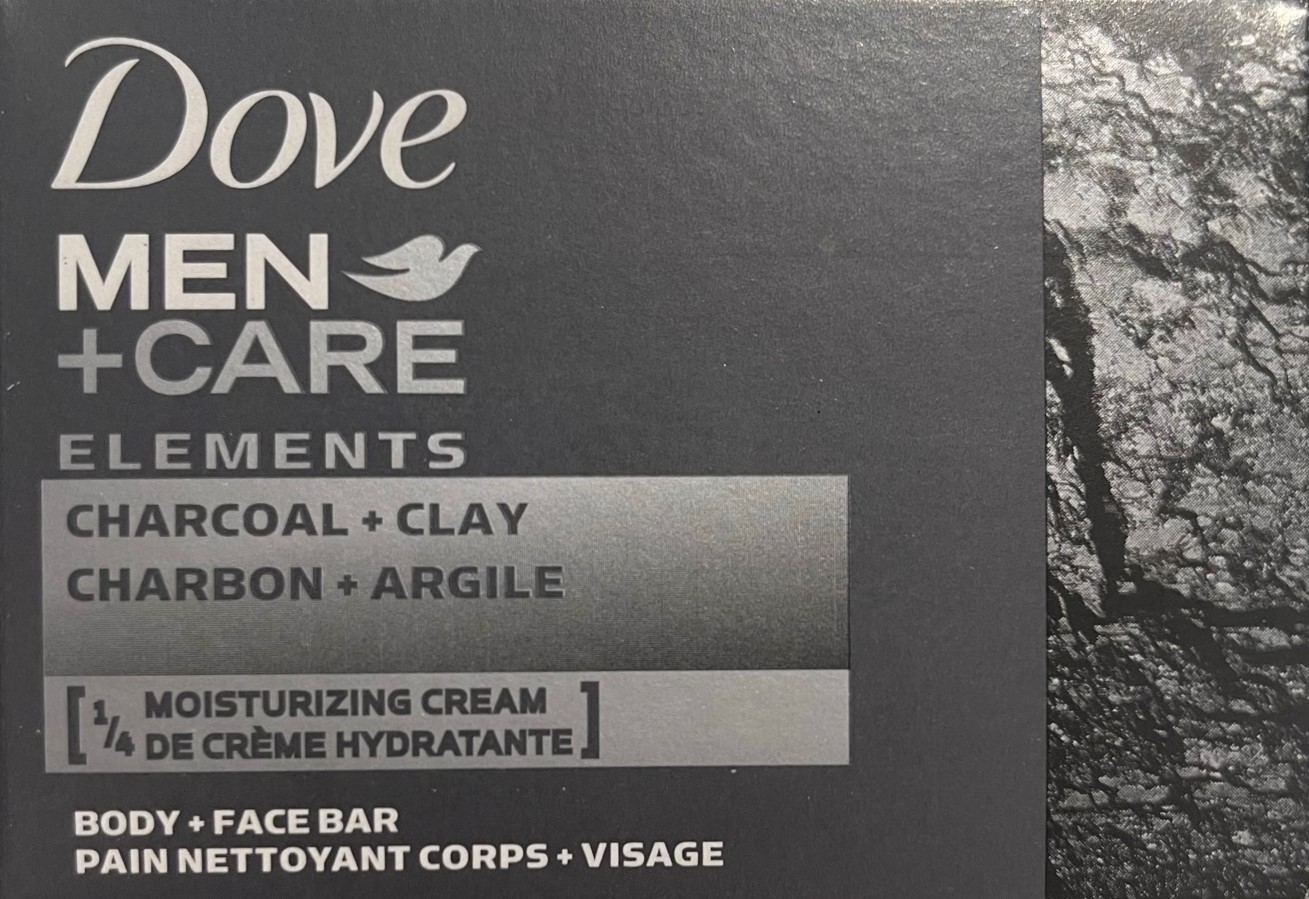 Dove
MEN
+CARE
ELEMENTS
CHARCOAL + CLAY
CHARBON + ARGILE
[1/4 MOISTURIZING CREAM
DE CRÈME HYDRATANTE]
BODY + FACE BAR
PAIN NETTOYANT CORPS + VISAGE